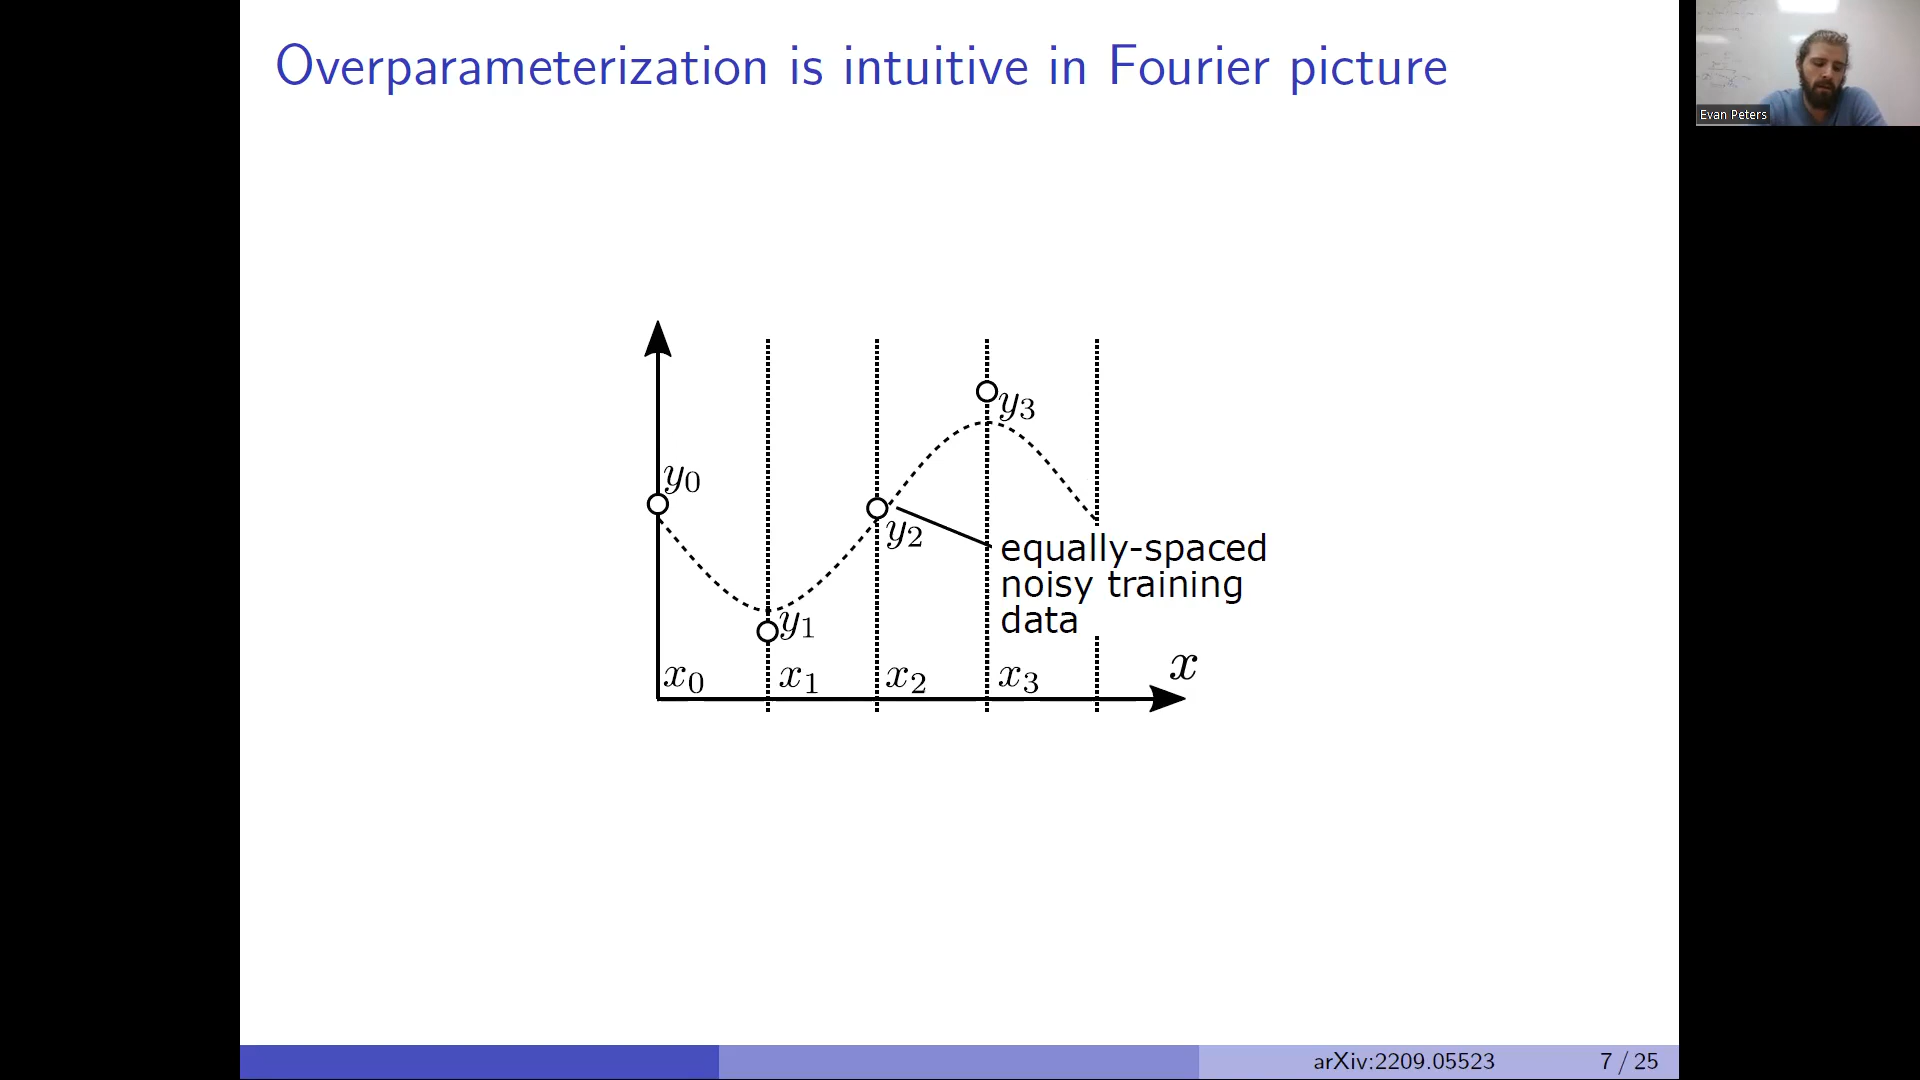 Overparameterization is intuitive in Fourier picture
Evan Peters
y3
y0
y2
equally-spaced
noisy training
data
y1
x0 x1 x2 x3 x
arXiv:2209.05523 7 / 25